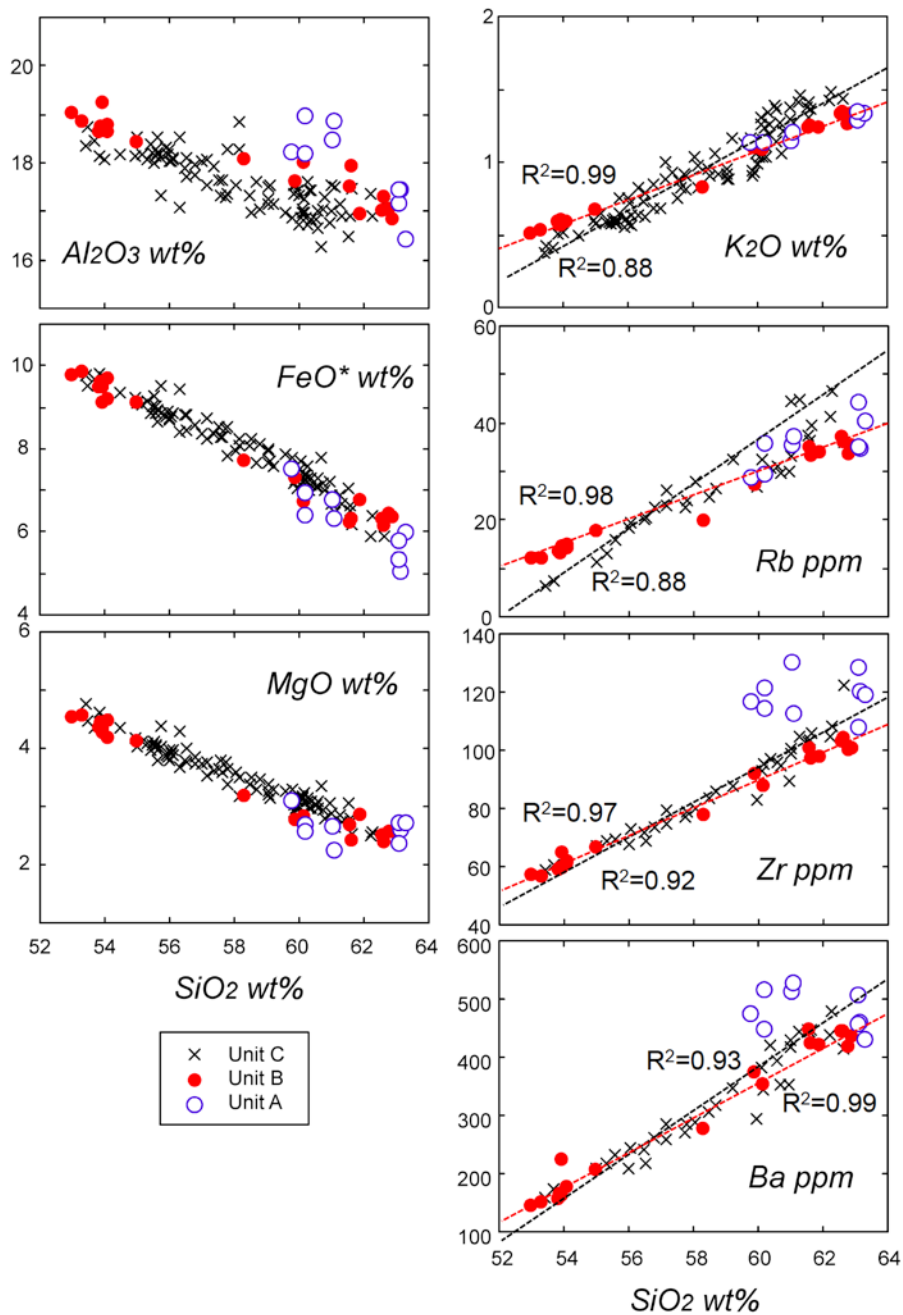 20
18
16
Al2O3 wt%
10
8
6
4
FeO* wt%
6
4
2
MgO wt%
52 54 56 58 60 62 64
SiO2 wt%
Unit C
Unit B
Unit A
2
1
0
R²=0.99
R²=0.88
K2O wt%
60
40
20
0
R²=0.98
R²=0.88
Rb ppm
140
120
100
80
60
40
R²=0.97
R²=0.92
Zr ppm
600
500
400
300
200
100
R²=0.93
R²=0.99
Ba ppm
52 54 56 58 60 62 64
SiO2 wt%